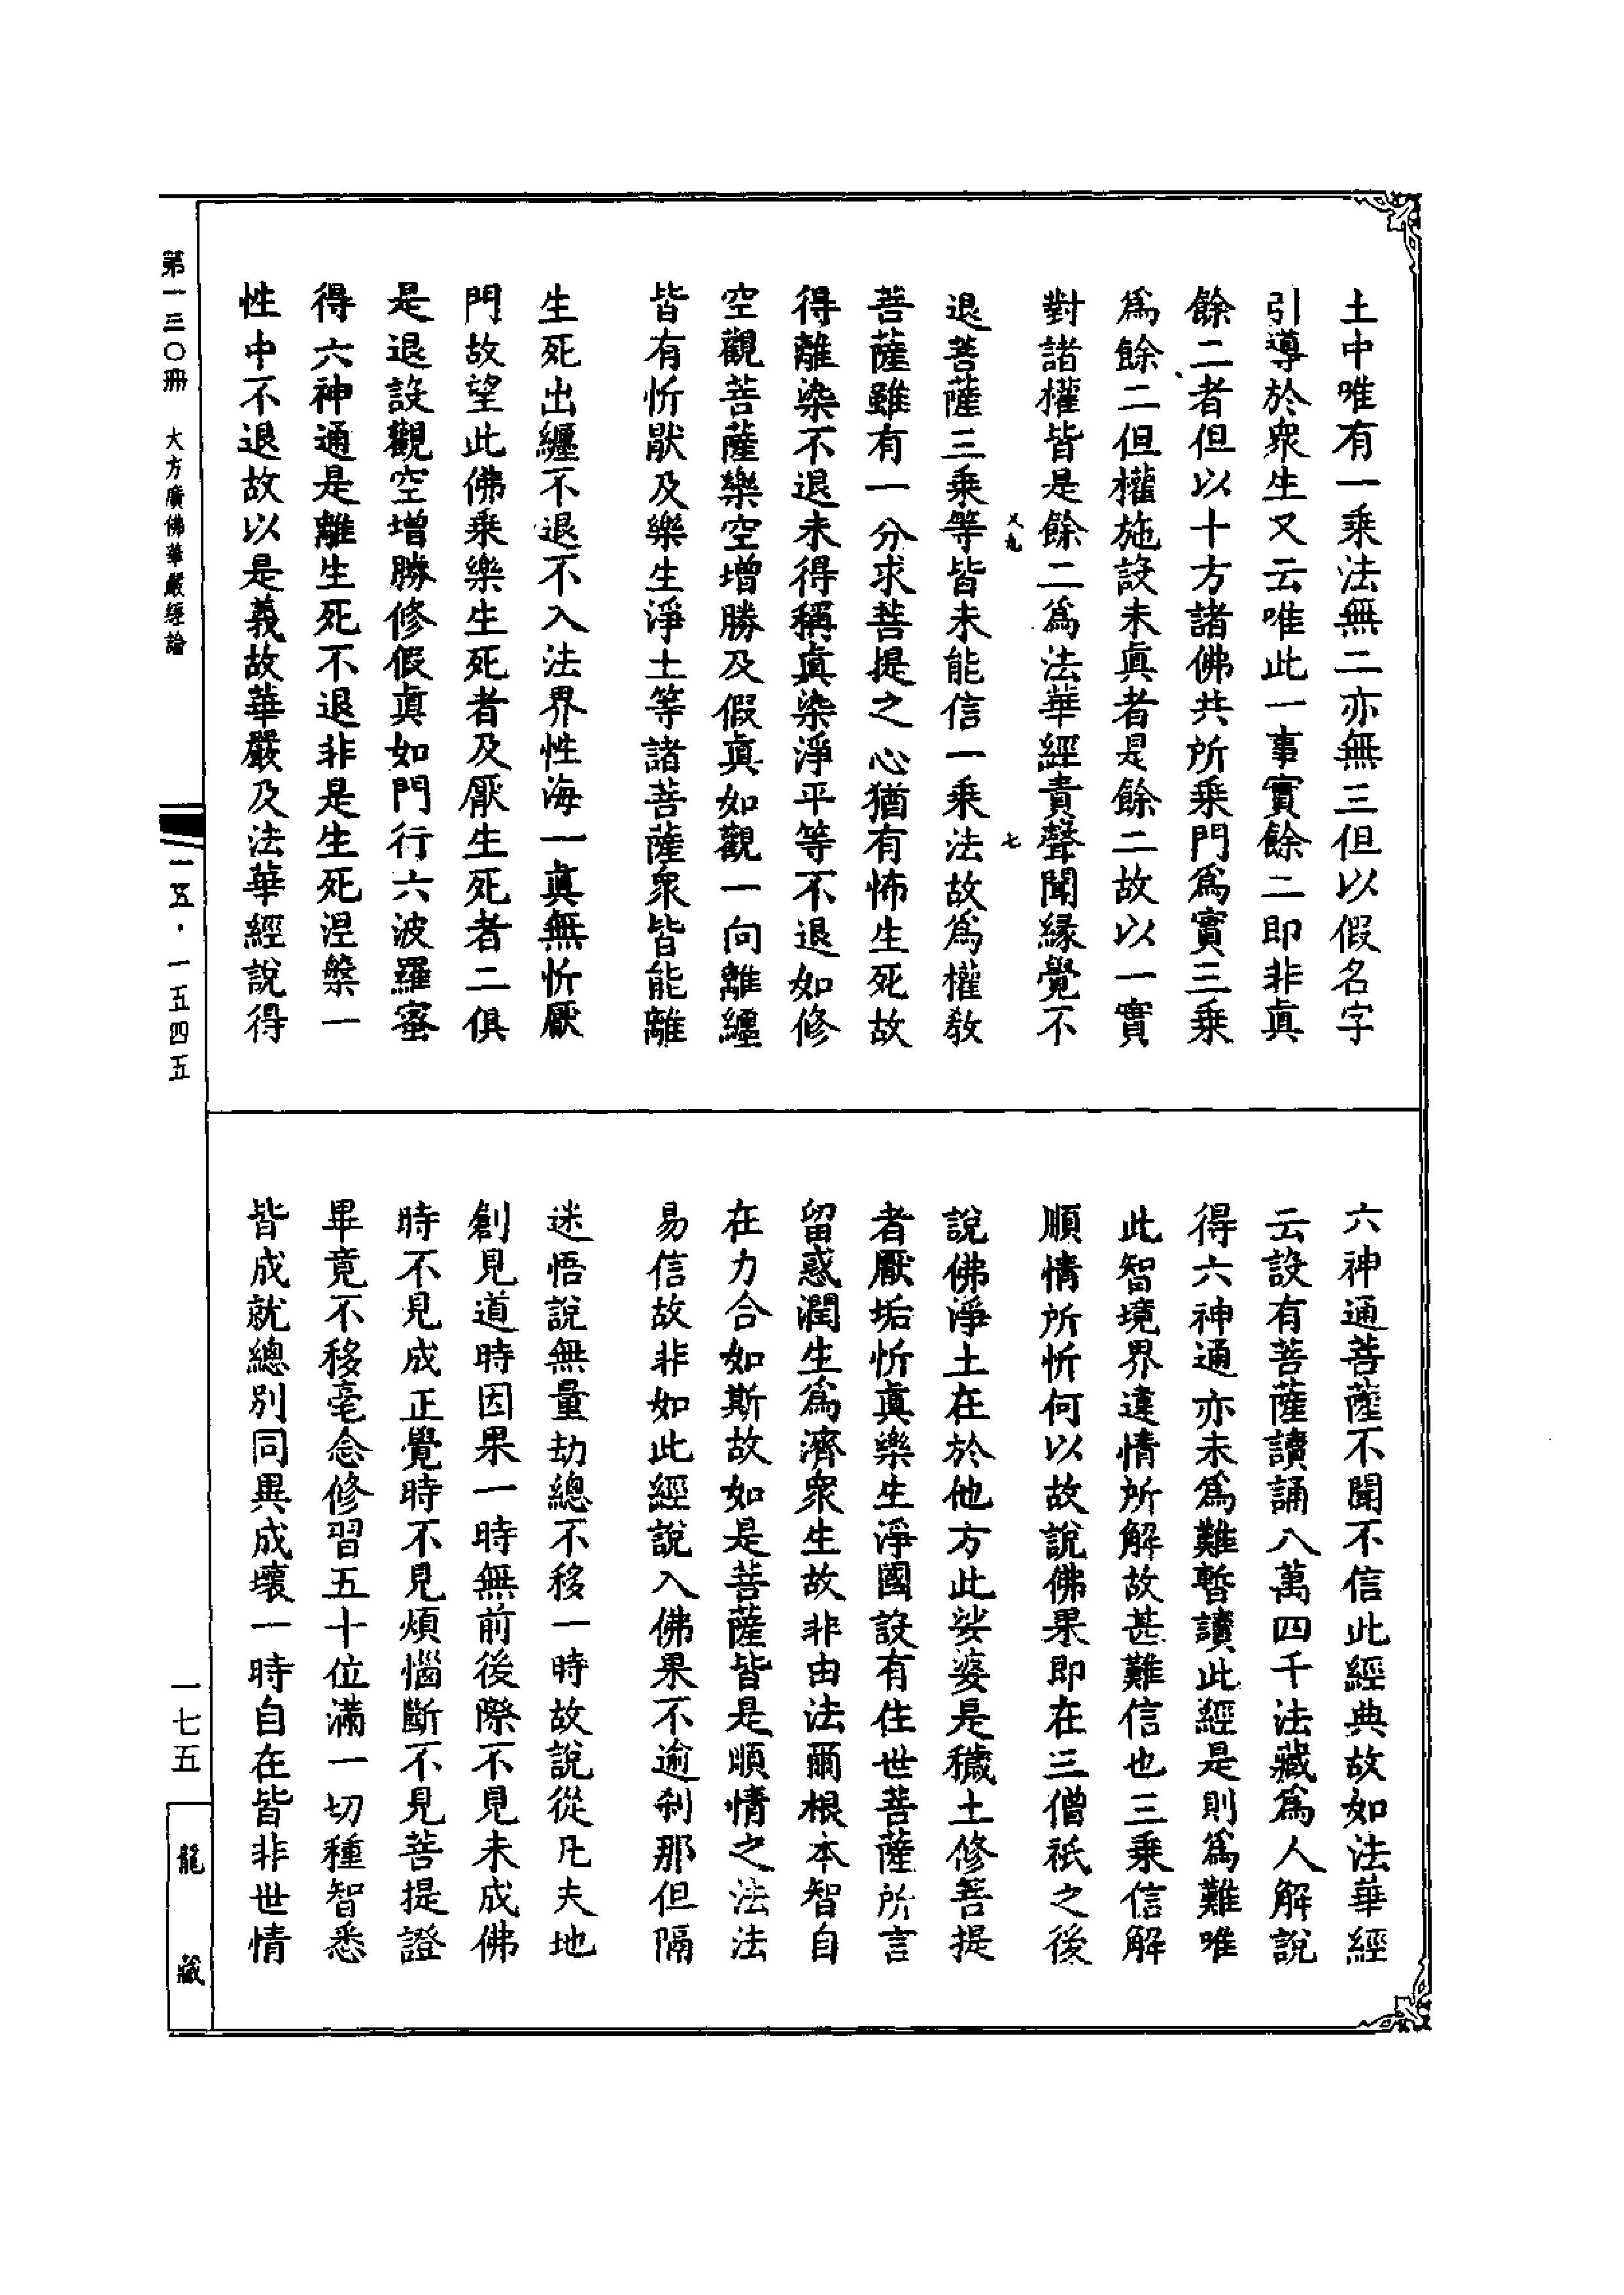 土中唯有一乘法無二亦無三但以假名字
引導於衆生又云唯此一事實餘二即非眞
餘二者但以十方諸佛共所乘門爲實三乘
爲餘二但權施設未眞者是餘二故以一實
對諸權皆是餘二爲法華經責聲聞緣覺不
又九 七
退菩薩三乘等皆未能信一乘法故爲權教
菩薩雖有一分求菩提之心猶有怖生死故
得離染不退未得稱眞染淨平等不退如修
空觀菩薩樂空增勝及假眞如觀一向離纏
皆有忻猒及樂生淨土等諸菩薩衆皆能離
生死出纏不退不入法界性海一眞無忻厭
門故望此佛乘樂生死者及厭生死者二俱
是退設觀空增勝修假眞如門行六波羅蜜
得六神通是離生死不退非是生死涅槃一
性中不退故以是義故華嚴及法華經說得
六神通菩薩不聞不信此經典故如法華經
云設有菩薩讀誦八萬四千法藏爲人解說
得六神通亦未爲難暫讀此經是則爲難唯
此智境界違情所解故甚難信也三乘信解
順情所忻何以故說佛果即在三僧祇之後
說佛淨土在於他方此娑婆是穢土修菩提
者厭垢忻眞樂生淨國設有住世菩薩所言
留惑潤生爲濟衆生故非由法爾根本智自
在力合如斯故如是菩薩皆是順情之法法
易信故非如此經說入佛果不逾刹那但隔
迷悟說無量劫總不移一時故說從凡夫地
創見道時因果一時無前後際不見未成佛
時不見成正覺時不見煩惱斷不見菩提證
畢竟不移毫念修習五十位滿一切種智悉
皆成就總別同異成壞一時自在皆非世情
第一三〇冊 大方廣佛華嚴經論
一五·一五四五
一七五
龍藏